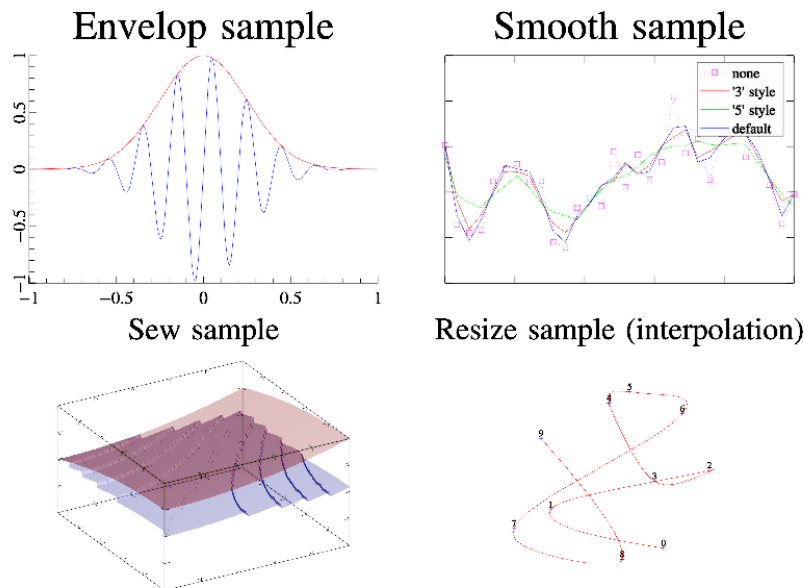 Envelop sample
Smooth sample
1
0.5
0
−0.5
−1
−1
−0.5
0
0.5
1
none
'3' style
'5' style
default
Sew sample
Resize sample (interpolation)
5
4
6
9
3
2
1
7
0
8